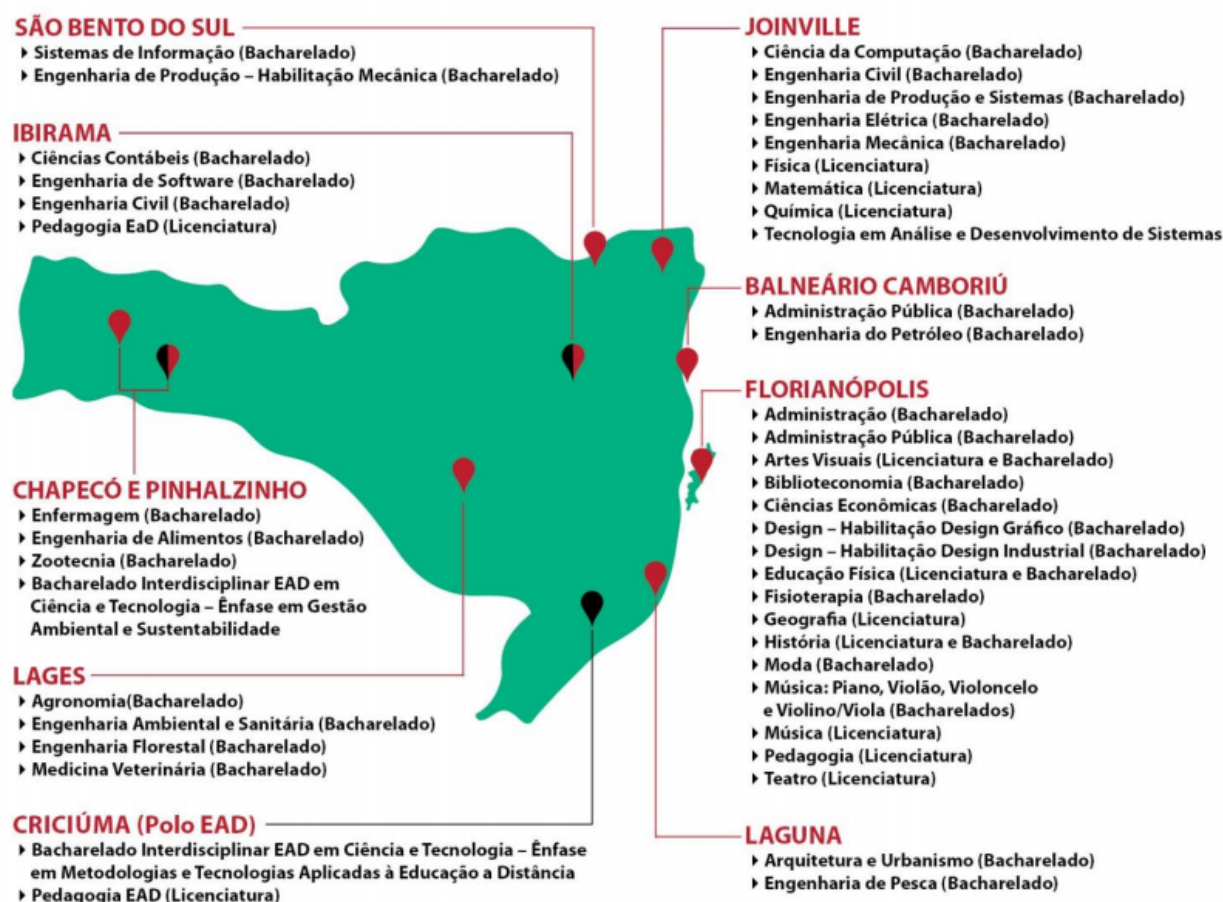 SÃO BENTO DO SUL
Sistemas de Informação (Bacharelado)
Engenharia de Produção – Habilitação Mecânica (Bacharelado)
IBIRAMA
Ciências Contábeis (Bacharelado)
Engenharia de Software (Bacharelado)
Engenharia Civil (Bacharelado)
Pedagogia EaD (Licenciatura)
CHAPECÓ E PINHALZINHO
Enfermagem (Bacharelado)
Engenharia de Alimentos (Bacharelado)
Zootecnia (Bacharelado)
Bacharelado Interdisciplinar EAD em
Ciência e Tecnologia – Ênfase em Gestão
Ambiental e Sustentabilidade
LAGES
Agronomia(Bacharelado)
Engenharia Ambiental e Sanitária (Bacharelado)
Engenharia Florestal (Bacharelado)
Medicina Veterinária (Bacharelado)
CRICIÚMA (Polo EAD)
Bacharelado Interdisciplinar EAD em Ciência e Tecnologia – Ênfase
em Metodologias e Tecnologias Aplicadas à Educação a Distância
Pedagogia EAD (Licenciatura)
JOINVILLE
Ciência da Computação (Bacharelado)
Engenharia Civil (Bacharelado)
Engenharia de Produção e Sistemas (Bacharelado)
Engenharia Elétrica (Bacharelado)
Engenharia Mecânica (Bacharelado)
Física (Licenciatura)
Matemática (Licenciatura)
Química (Licenciatura)
Tecnologia em Análise e Desenvolvimento de Sistemas
BALNEÁRIO CAMBORIÚ
Administração Pública (Bacharelado)
Engenharia do Petróleo (Bacharelado)
FLORIANÓPOLIS
Administração (Bacharelado)
Administração Pública (Bacharelado)
Artes Visuais (Licenciatura e Bacharelado)
Biblioteconomia (Bacharelado)
Ciências Econômicas (Bacharelado)
Design – Habilitação Design Gráfico (Bacharelado)
Design – Habilitação Design Industrial (Bacharelado)
Educação Física (Licenciatura e Bacharelado)
Fisioterapia (Bacharelado)
Geografia (Licenciatura)
História (Licenciatura e Bacharelado)
Moda (Bacharelado)
Música: Piano, Violão, Violoncelo
e Violino/Viola (Bacharelados)
Música (Licenciatura)
Pedagogia (Licenciatura)
Teatro (Licenciatura)
LAGUNA
Arquitetura e Urbanismo (Bacharelado)
Engenharia de Pesca (Bacharelado)